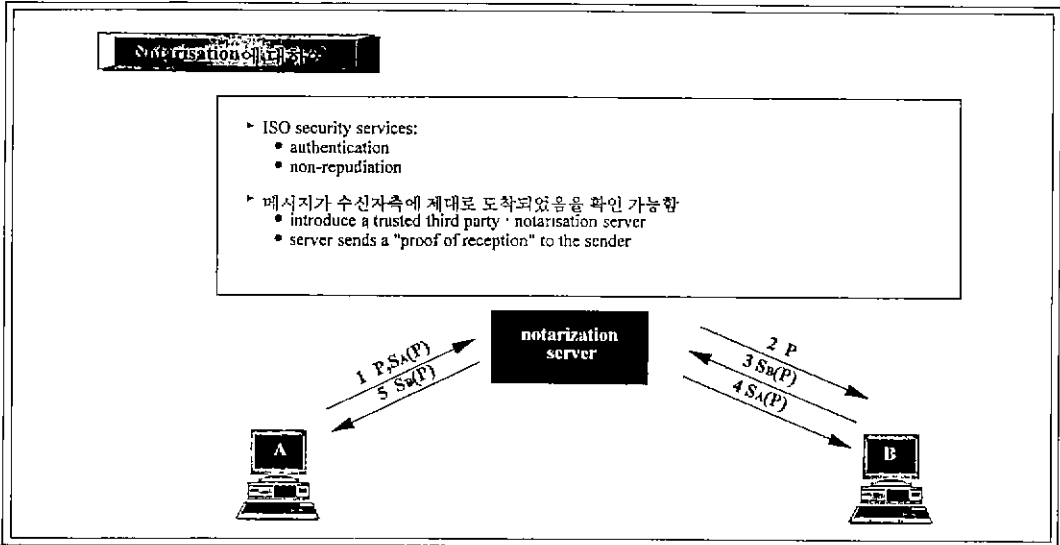 Notarisation에 대하여
▸ ISO security services:
• authentication
• non-repudiation
▸ 메시지가 수신자측에 제대로 도착되었음을 확인 가능함
• introduce a trusted third party · notarisation server
• server sends a "proof of reception" to the sender
notarization
server
1 P,SA(P)
5 SB(P)
2 P
3 SB(P)
4 SA(P)
A
B